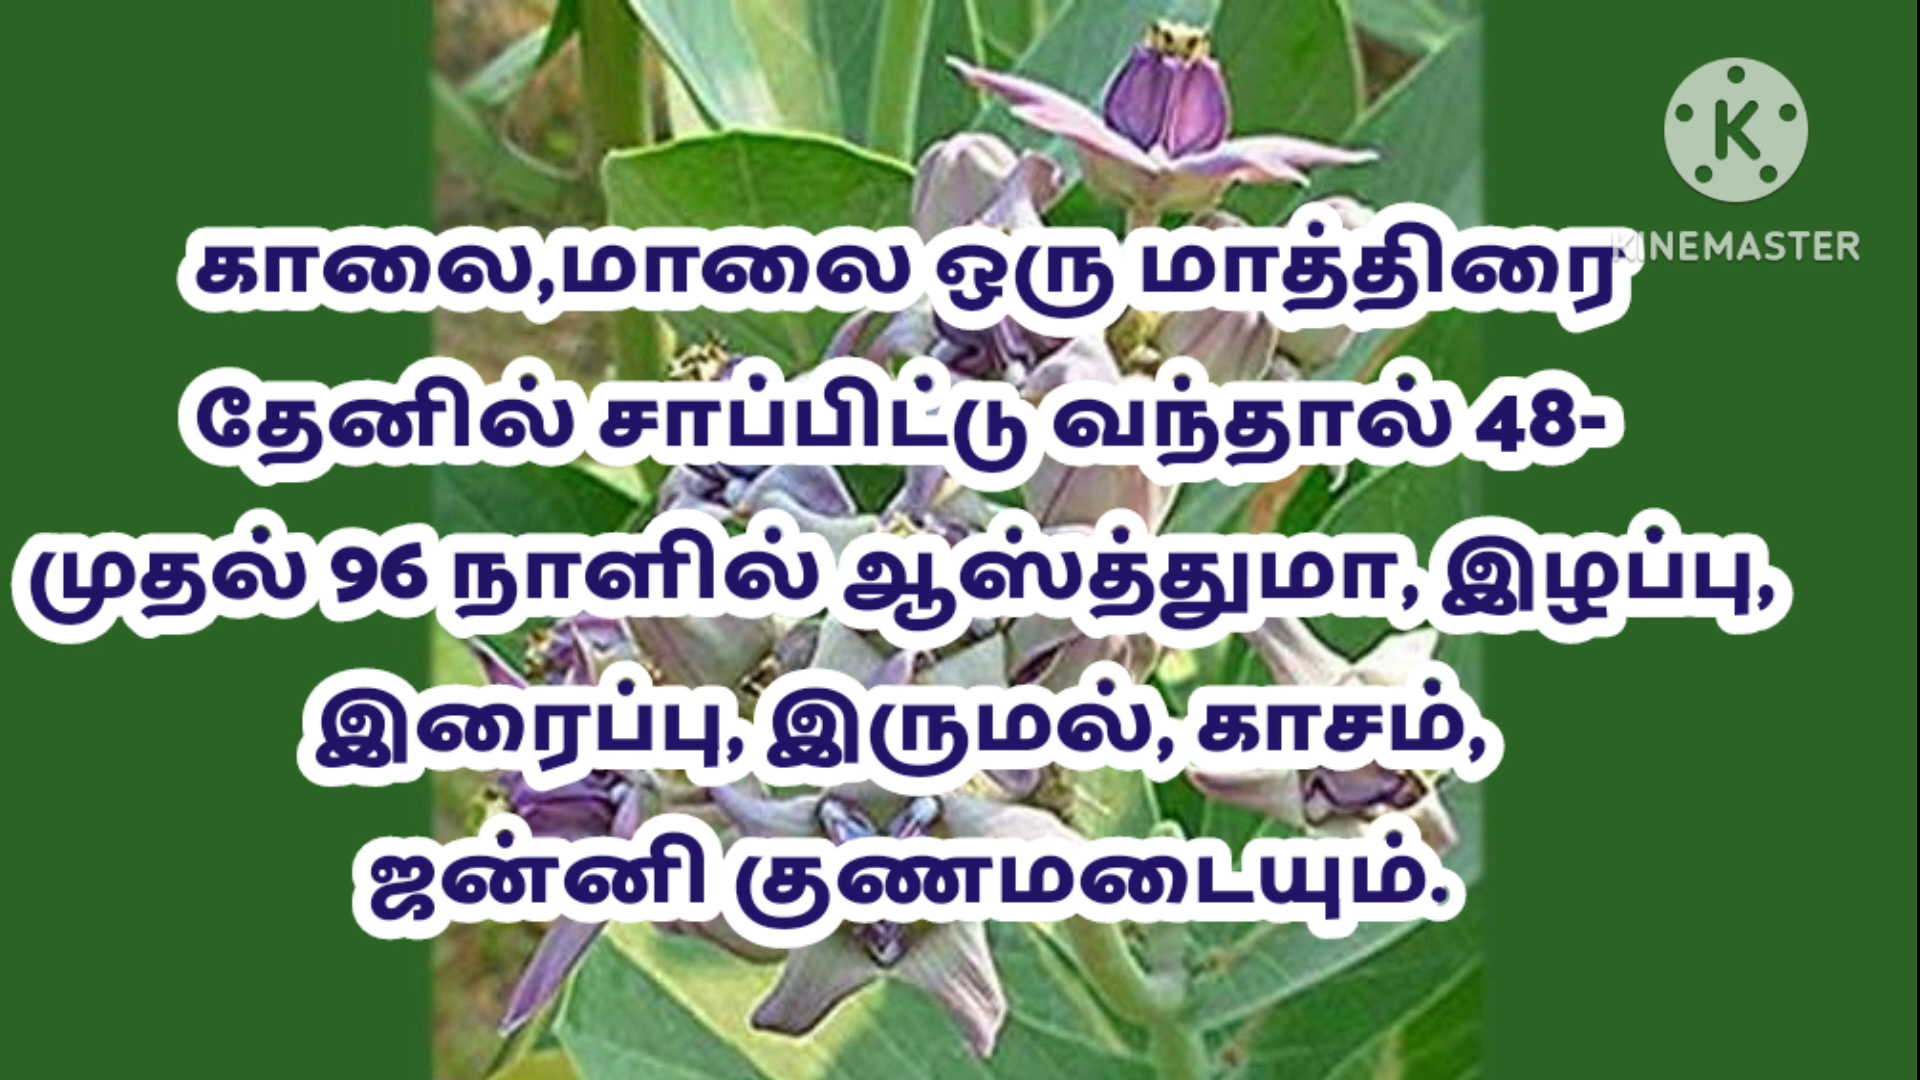 KINEMASTER
காலை,மாலை ஒரு மாத்திரை
தேனில் சாப்பிட்டு வந்தால் 48-
முதல் 96 நாளில் ஆஸ்த்துமா, இழப்பு,
இரைப்பு, இருமல், காசம்,
ஜன்னி குணமடையும்.